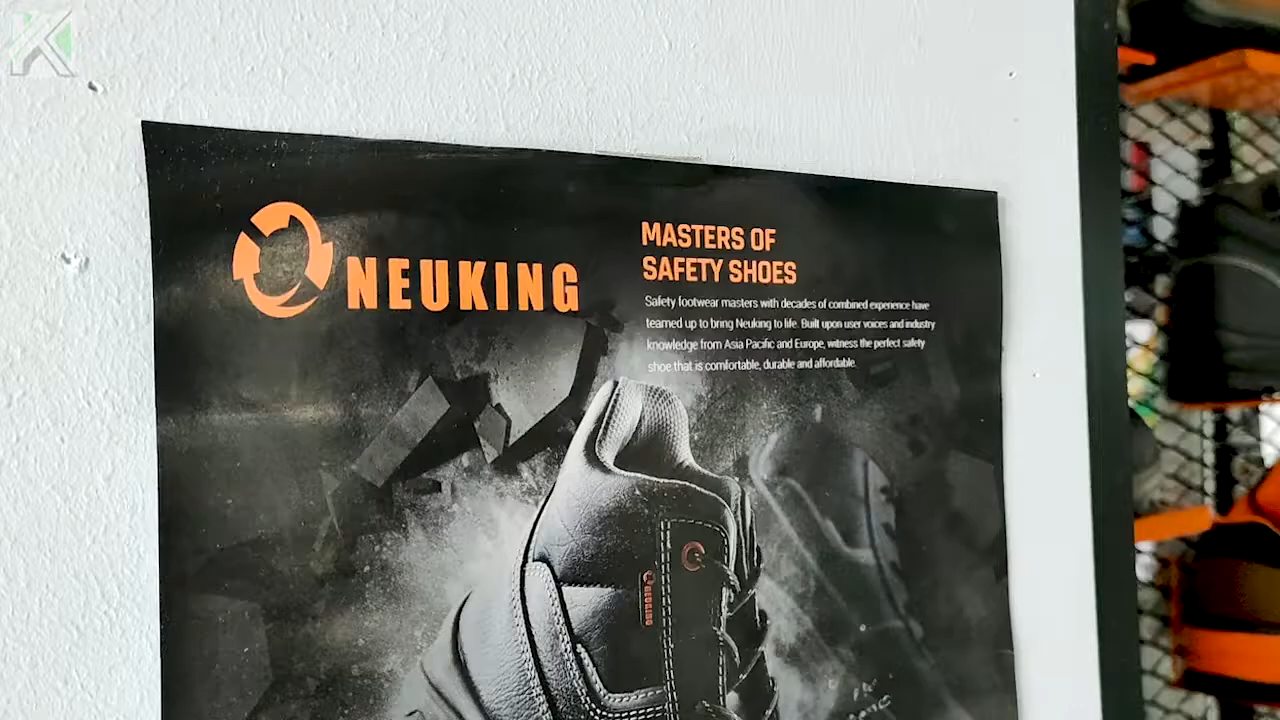 NEUKING
MASTERS OF
SAFETY SHOES
Safety footwear masters with decades of combined experience have
teamed up to bring Neuking to life. Built upon user voices and industry
knowledge from Asia Pacific and Europe, witness the perfect safety
shoe that is comfortable, durable and affordable.
NEUKING